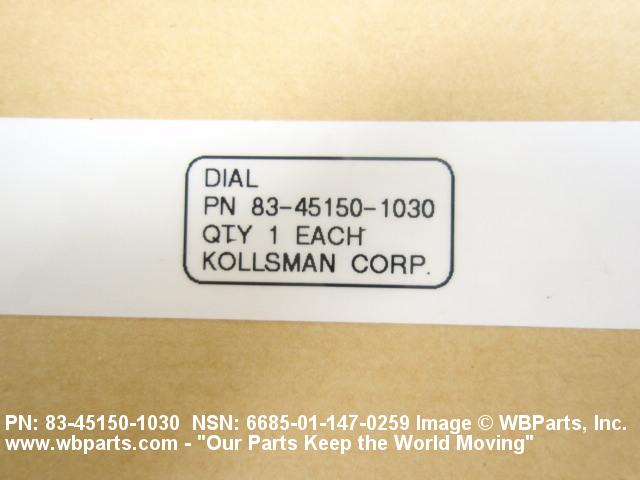 DIAL
PN 83-45150-1030
QTY 1 EACH
KOLLSMAN CORP.
PN: 83-45150-1030 NSN: 6685-01-147-0259 Image © WBParts, Inc.
www.wbparts.com - "Our Parts Keep the World Moving"